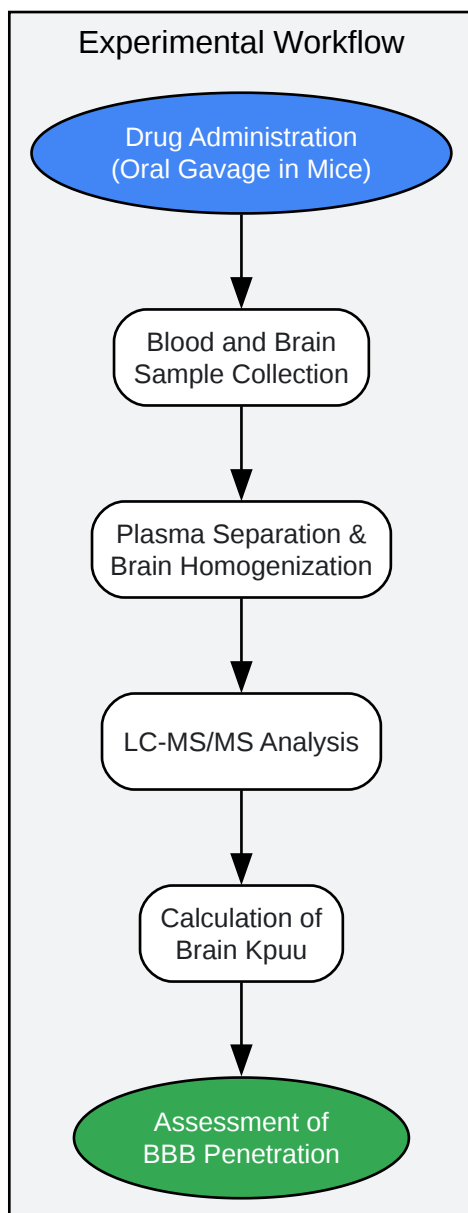 Experimental Workflow
Drug Administration
(Oral Gavage in Mice)
Blood and Brain
Sample Collection
Plasma Separation &
Brain Homogenization
LC-MS/MS Analysis
Calculation of
Brain Kpuu
Assessment of
BBB Penetration